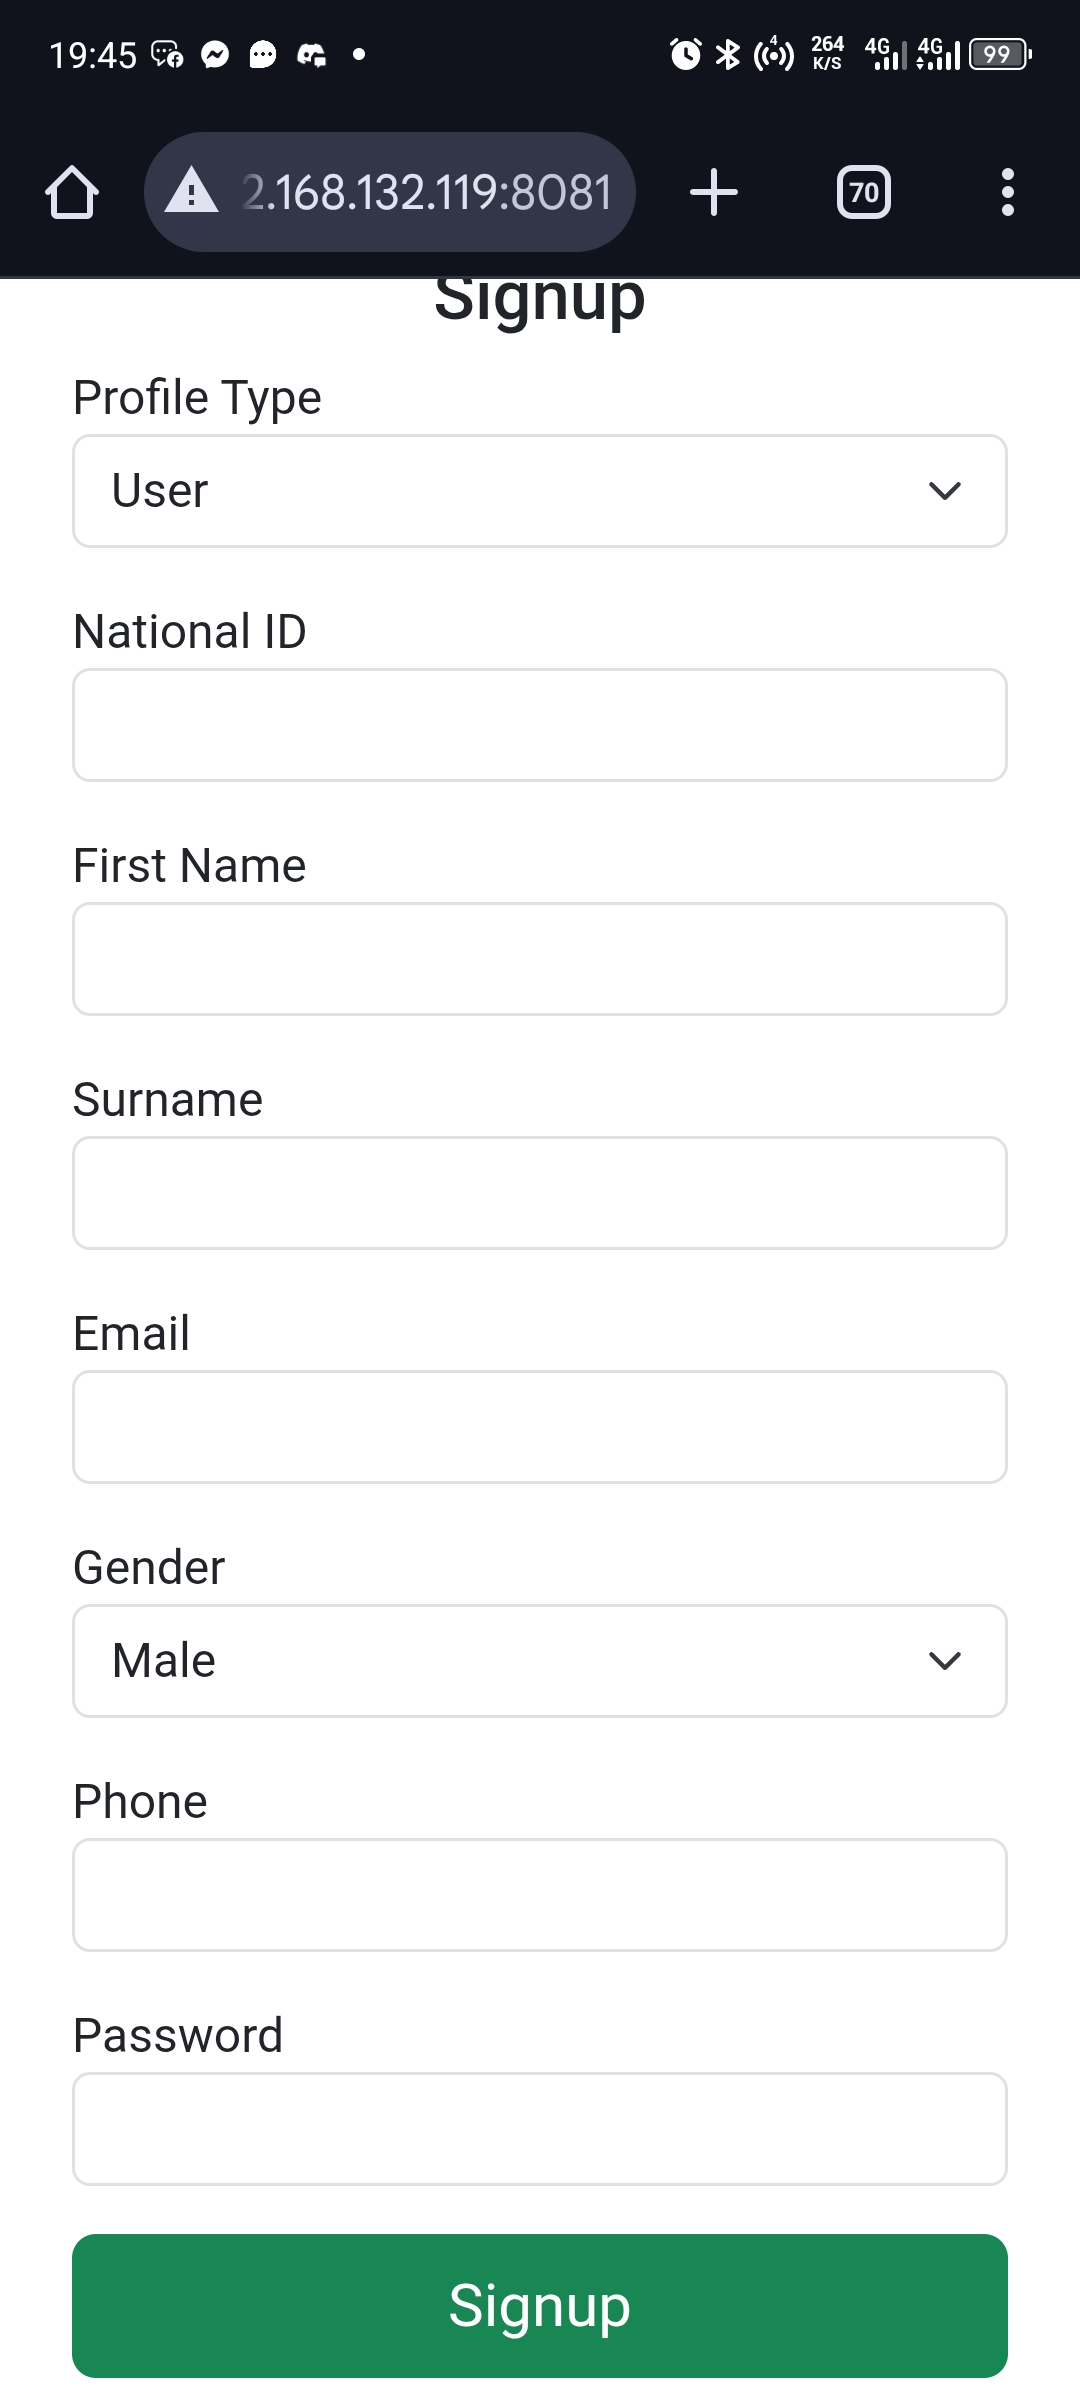 19:45
4
264
K/S
4G
4G
99
2.168.132.119:8081
70
Signup
Profile Type
User
National ID
First Name
Surname
Email
Gender
Male
Phone
Password
Signup